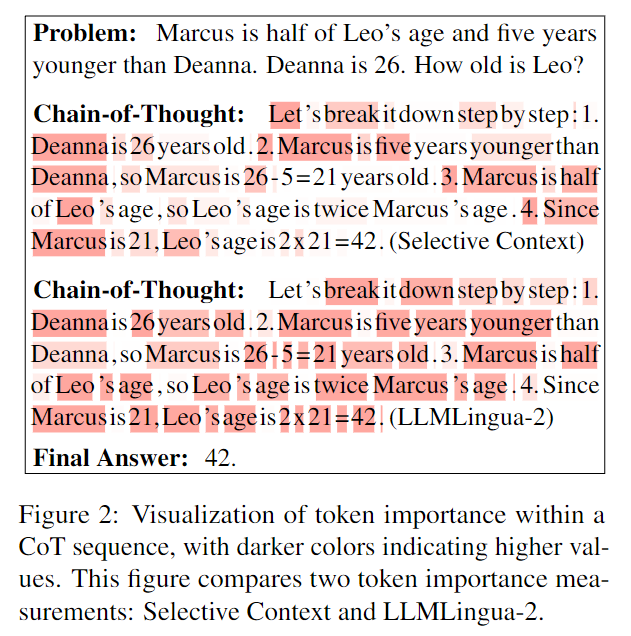 Problem: Marcus is half of Leo's age and five years
younger than Deanna. Deanna is 26. How old is Leo?
Chain-of-Thought: Let's break it down step by step: 1.
Deanna is 26 years old. 2. Marcus is five years younger than
Deanna, so Marcus is 26-5=21 years old. 3. Marcus is half
of Leo's age, so Leo's age is twice Marcus's age. 4. Since
Marcus is 21, Leo's age is 2x21=42. (Selective Context)
Chain-of-Thought: Let's break it down step by step: 1.
Deanna is 26 years old. 2. Marcus is five years younger than
Deanna, so Marcus is 26-5=21 years old. 3. Marcus is half
of Leo's age, so Leo's age is twice Marcus's age. 4. Since
Marcus is 21, Leo's age is 2x21=42. (LLMLingua-2)
Final Answer: 42.
Figure 2: Visualization of token importance within a
CoT sequence, with darker colors indicating higher val-
ues. This figure compares two token importance mea-
surements: Selective Context and LLMLingua-2.